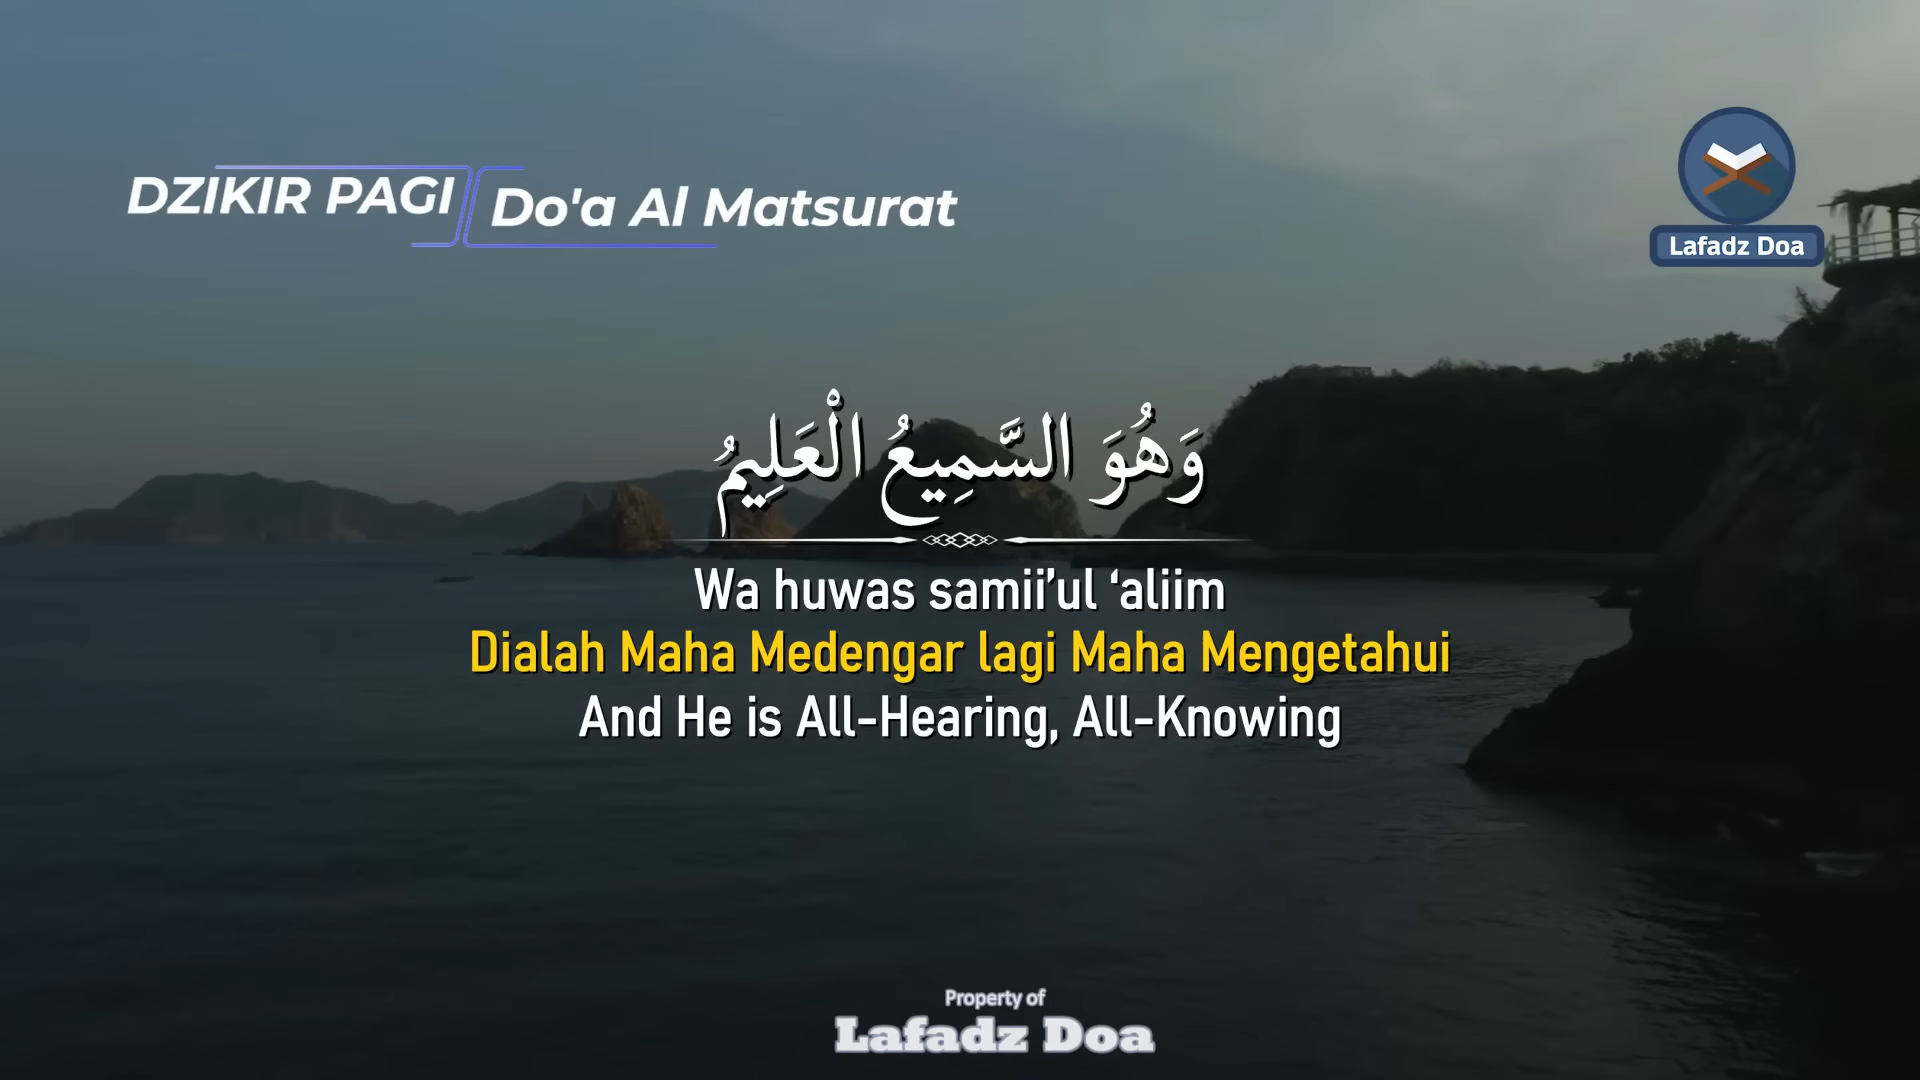 DZIKIR PAGI
Do'a Al Matsurat
Lafadz Doa
وَهُوَ السَّمِيعُ الْعَلِيمُ
Wa huwas samii’ul ‘aliim
Dialah Maha Medengar lagi Maha Mengetahui
And He is All-Hearing, All-Knowing
Property of
Lafadz Doa